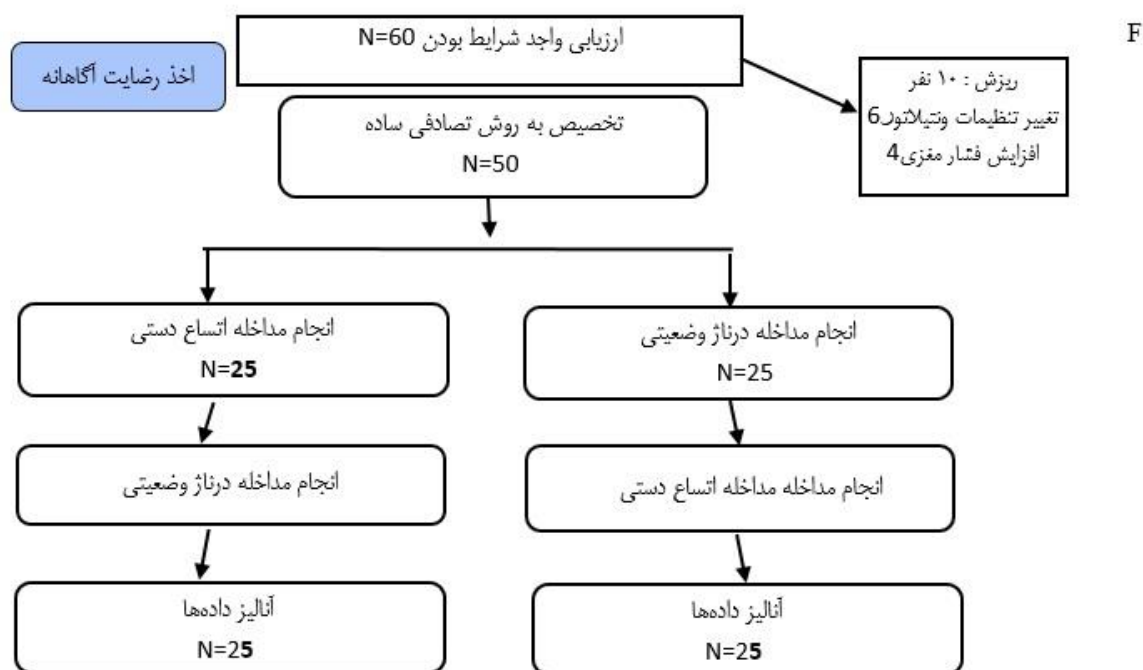 F
ارزیابی واجد شرایط بودن N=60
اخذ رضایت آگاهانه
ریزش : ۱۰ نفر
تغییر تنظیمات ونتیلاتور6
افزایش فشار مغزی4
تخصیص به روش تصادفی ساده
N=50
انجام مداخله درناژ وضعیتی
N=25
انجام مداخله اتساع دستی
N=25
انجام مداخله مداخله اتساع دستی
انجام مداخله درناژ وضعیتی
آنالیز داده‌ها
N=25
آنالیز داده‌ها
N=25